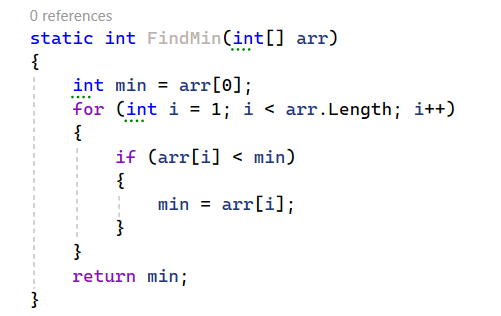 0 references
static int FindMin(int[] arr)
{
    int min = arr[0];
    for (int i = 1; i < arr.Length; i++)
    {
        if (arr[i] < min)
        {
            min = arr[i];
        }
    }
    return min;
}